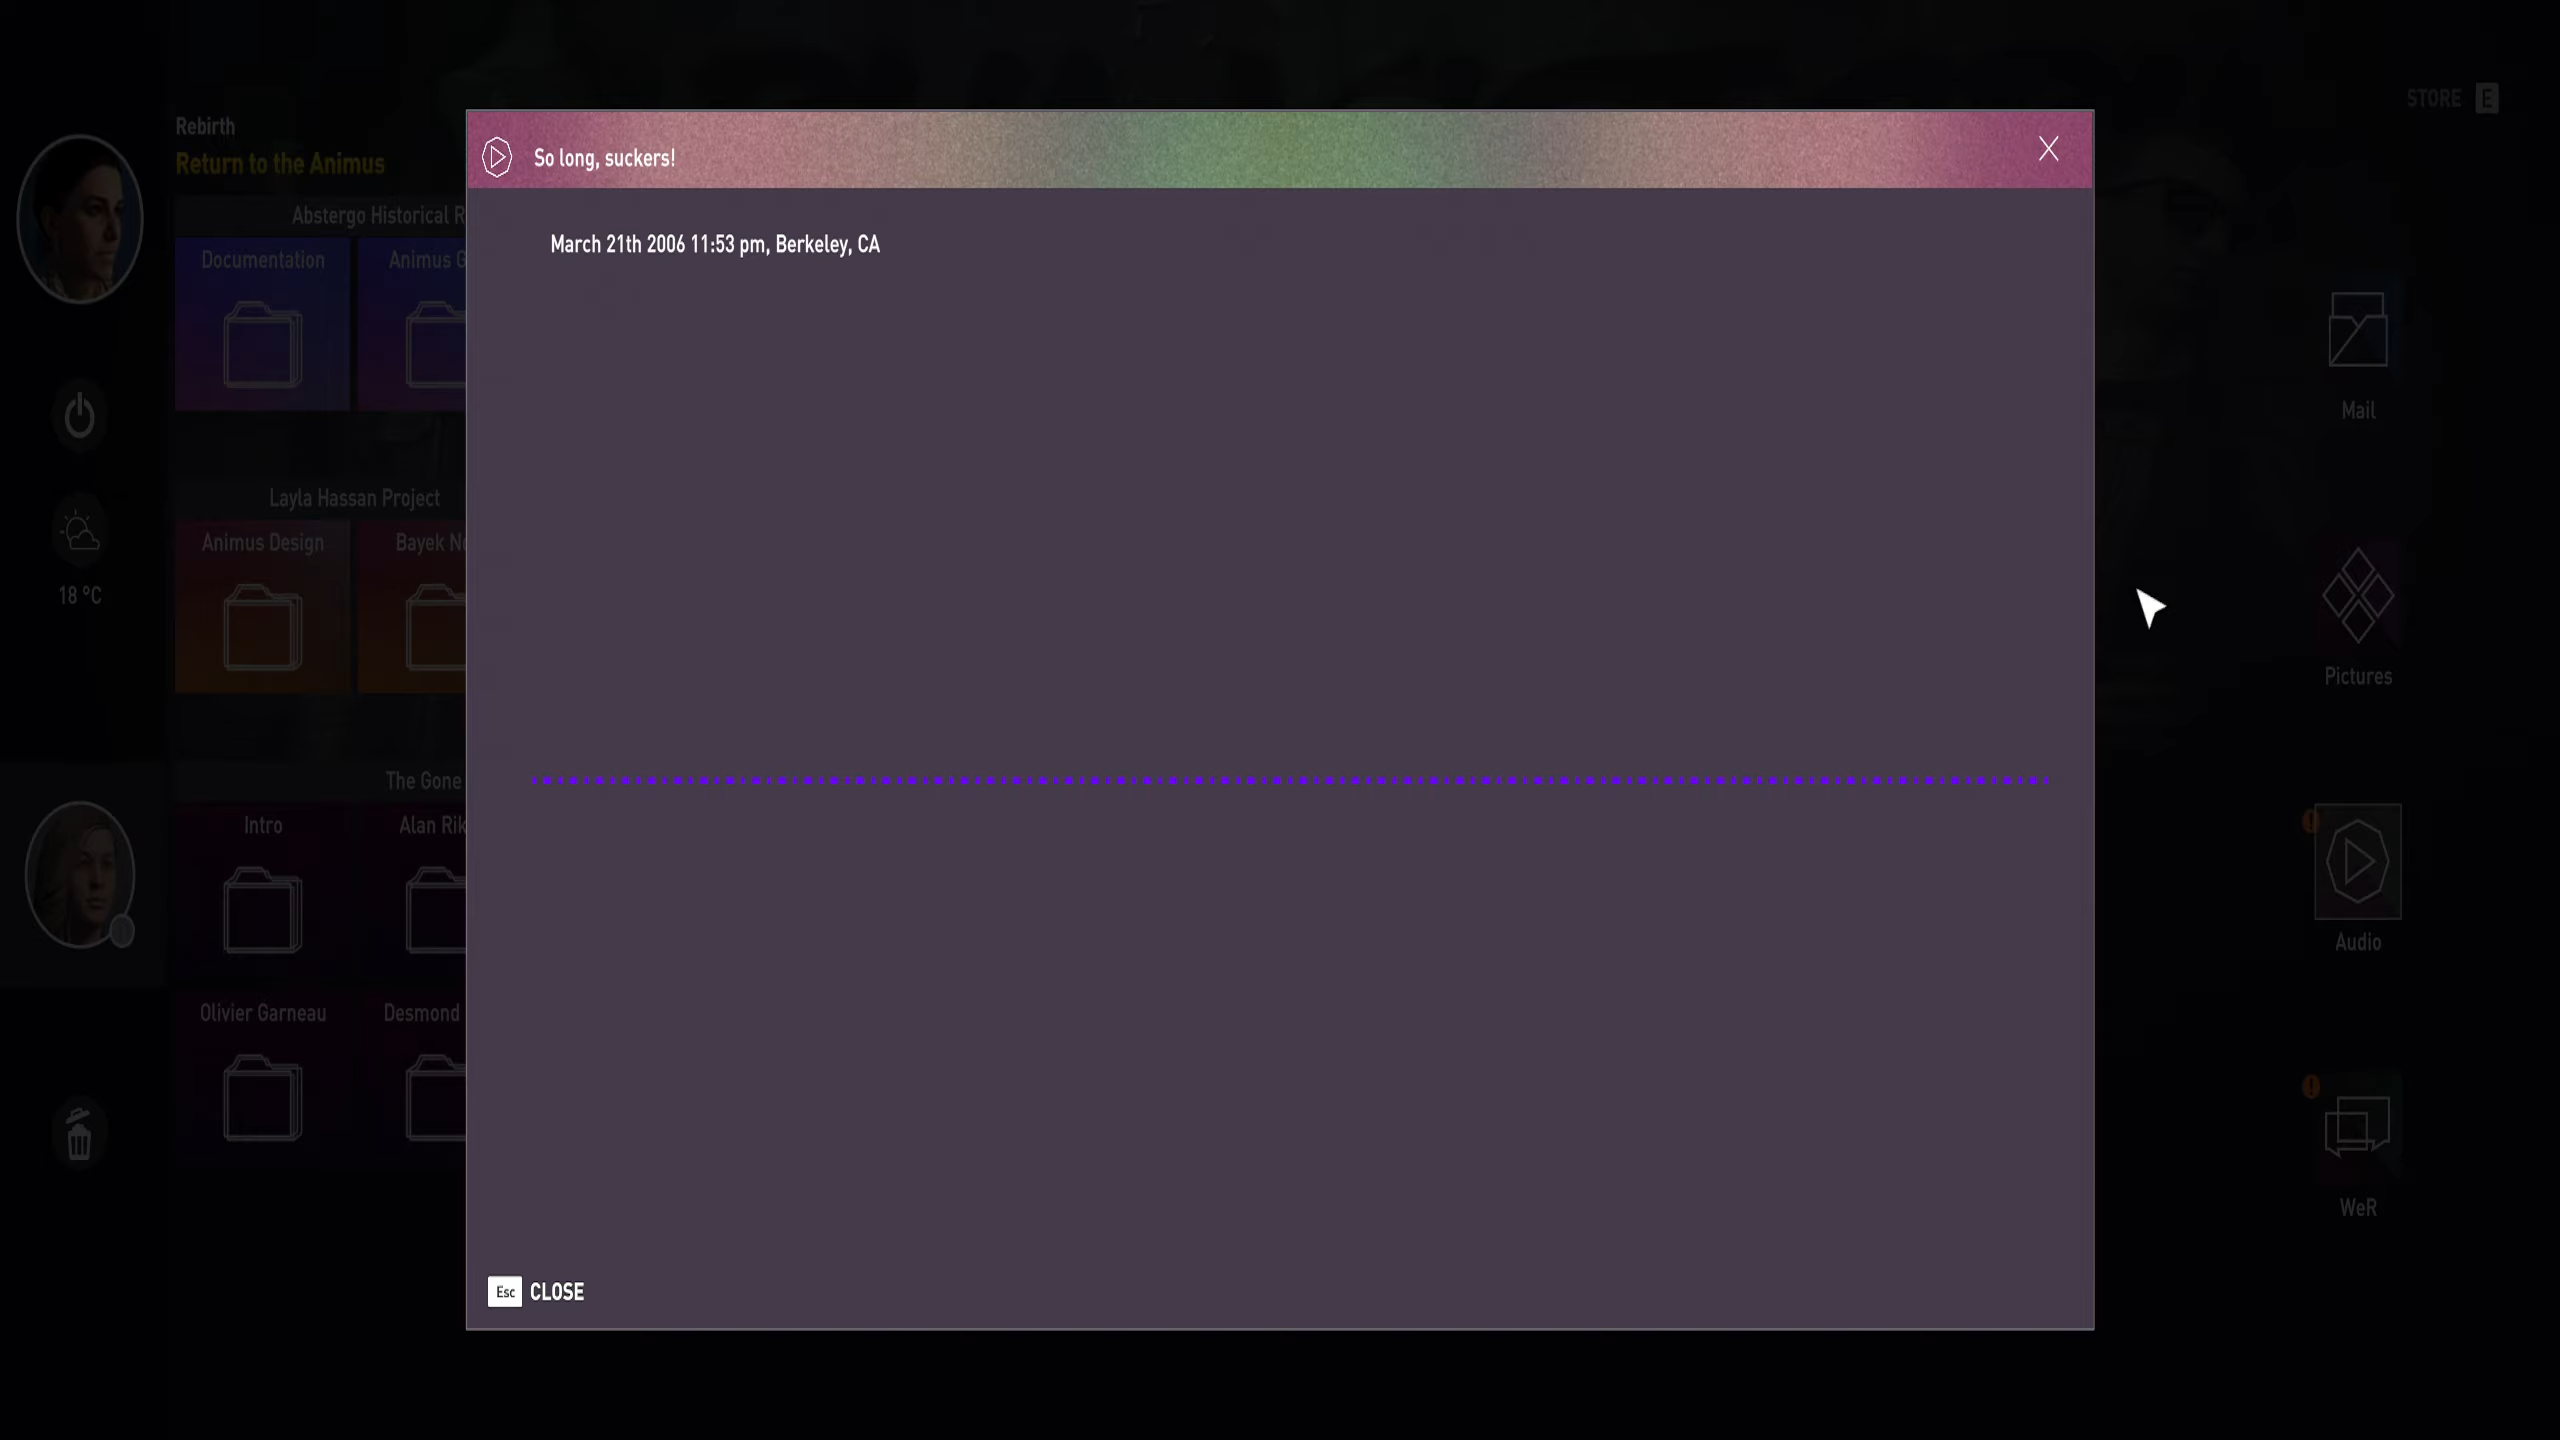 STORE E
Rebirth
Return to the Animus
So long, suckers!
X
Abstergo Historical R
Documentation
Animus G
March 21th 2006 11:53 pm, Berkeley, CA
Mail
Layla Hassan Project
Animus Design
Bayek No
18 °C
Pictures
The Gone
Intro
Alan Rik
Audio
Olivier Garneau
Desmond
WeR
Esc CLOSE